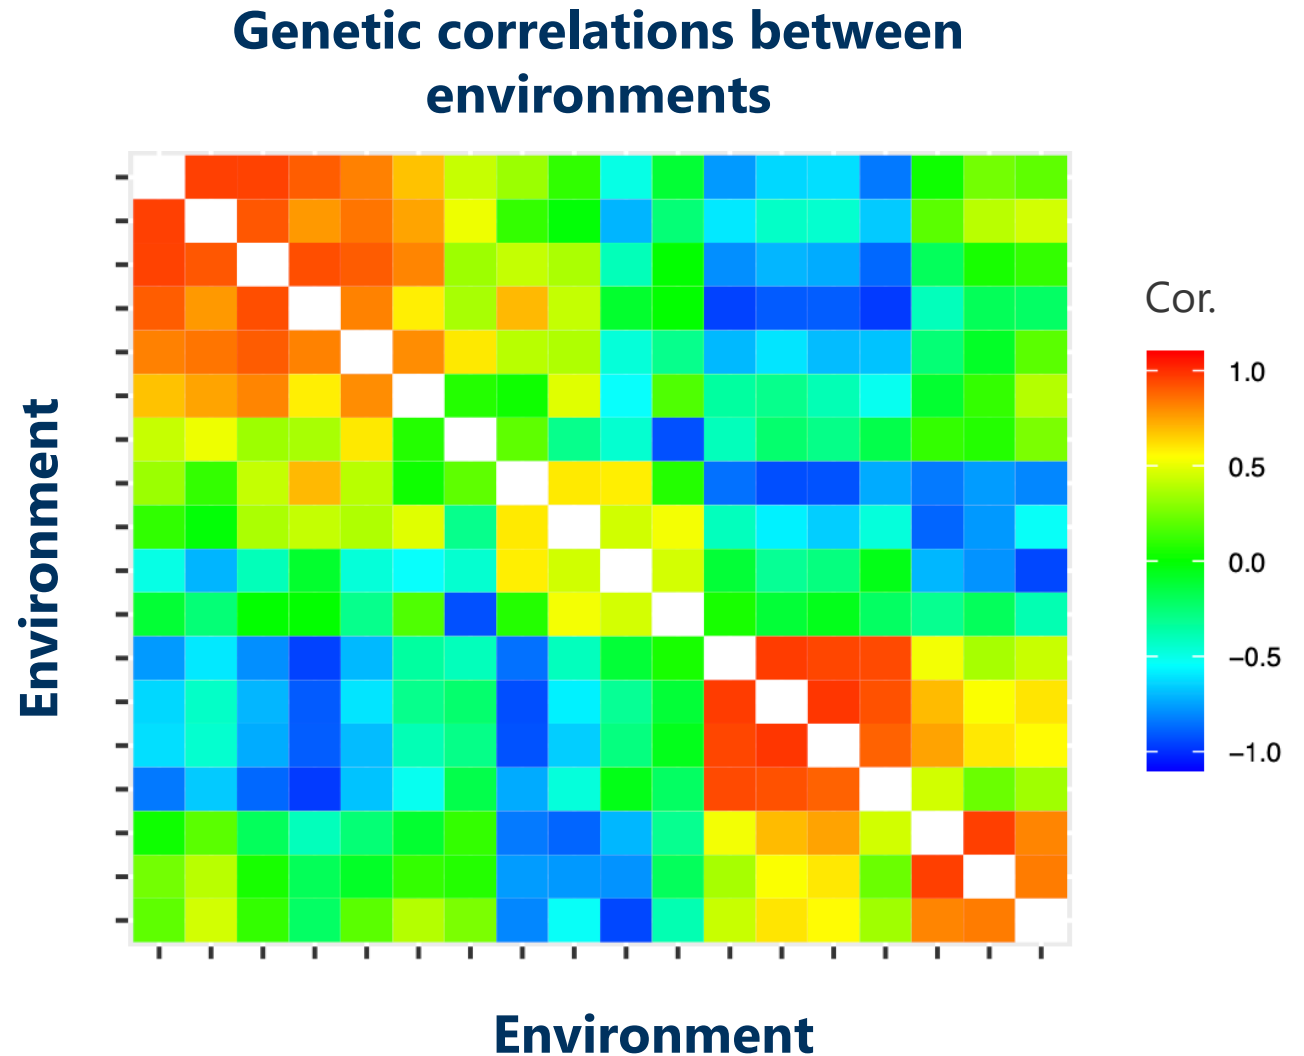 Genetic correlations between
environments
Environment
Cor.
1.0
0.5
0.0
−0.5
−1.0
Environment